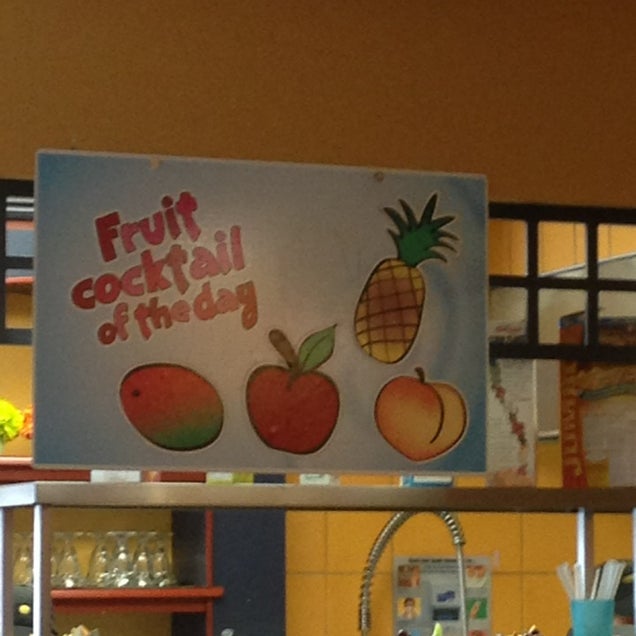 Fruit
cocktail
of the day